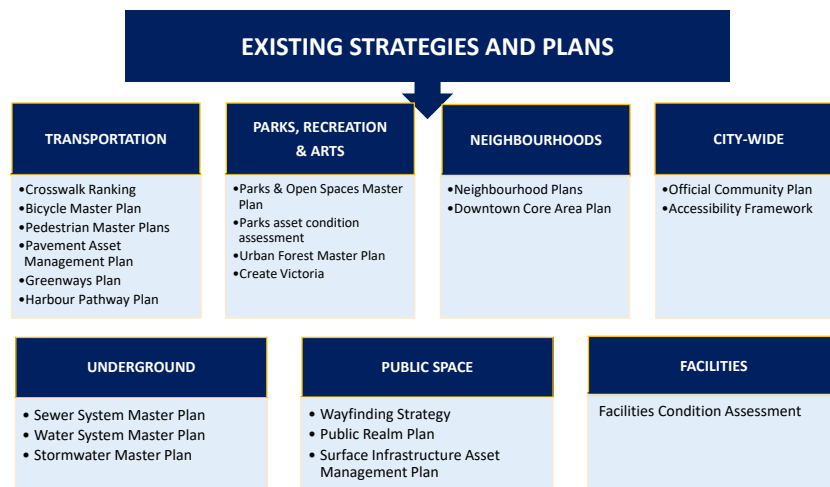 EXISTING STRATEGIES AND PLANS
TRANSPORTATION
•Crosswalk Ranking
•Bicycle Master Plan
•Pedestrian Master Plans
•Pavement Asset
Management Plan
•Greenways Plan
•Harbour Pathway Plan
PARKS, RECREATION
& ARTS
•Parks & Open Spaces Master
Plan
•Parks asset condition
assessment
•Urban Forest Master Plan
•Create Victoria
NEIGHBOURHOODS
•Neighbourhood Plans
•Downtown Core Area Plan
CITY-WIDE
•Official Community Plan
•Accessibility Framework
UNDERGROUND
• Sewer System Master Plan
• Water System Master Plan
• Stormwater Master Plan
PUBLIC SPACE
• Wayfinding Strategy
• Public Realm Plan
• Surface Infrastructure Asset
Management Plan
FACILITIES
Facilities Condition Assessment